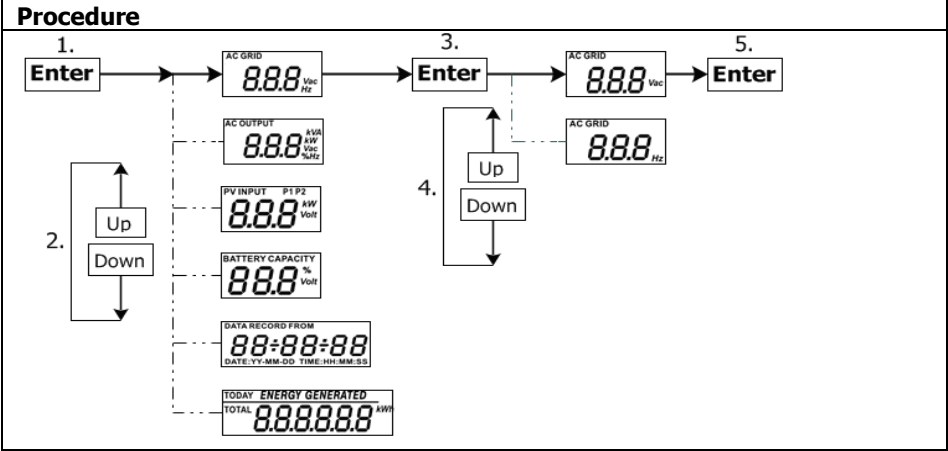 Procedure
1.
Enter
AC GRID
8.8.8 Vac
Hz
3.
Enter
AC GRID
8.8.8 Vac
5.
Enter
AC OUTPUT
8.8.8 kVA
kW
Vac
%Hz
AC GRID
8.8.8 Hz
2.
Up
Down
4.
Up
Down
PV INPUT P1 P2
8.8.8 kW
Volt
BATTERY CAPACITY
88.8 %
Volt
DATA RECORD FROM
88÷88÷88
DATE:YY-MM-DD TIME:HH:MM:SS
TODAY ENERGY GENERATED
TOTAL 8.8.8.8.8.8 kWh